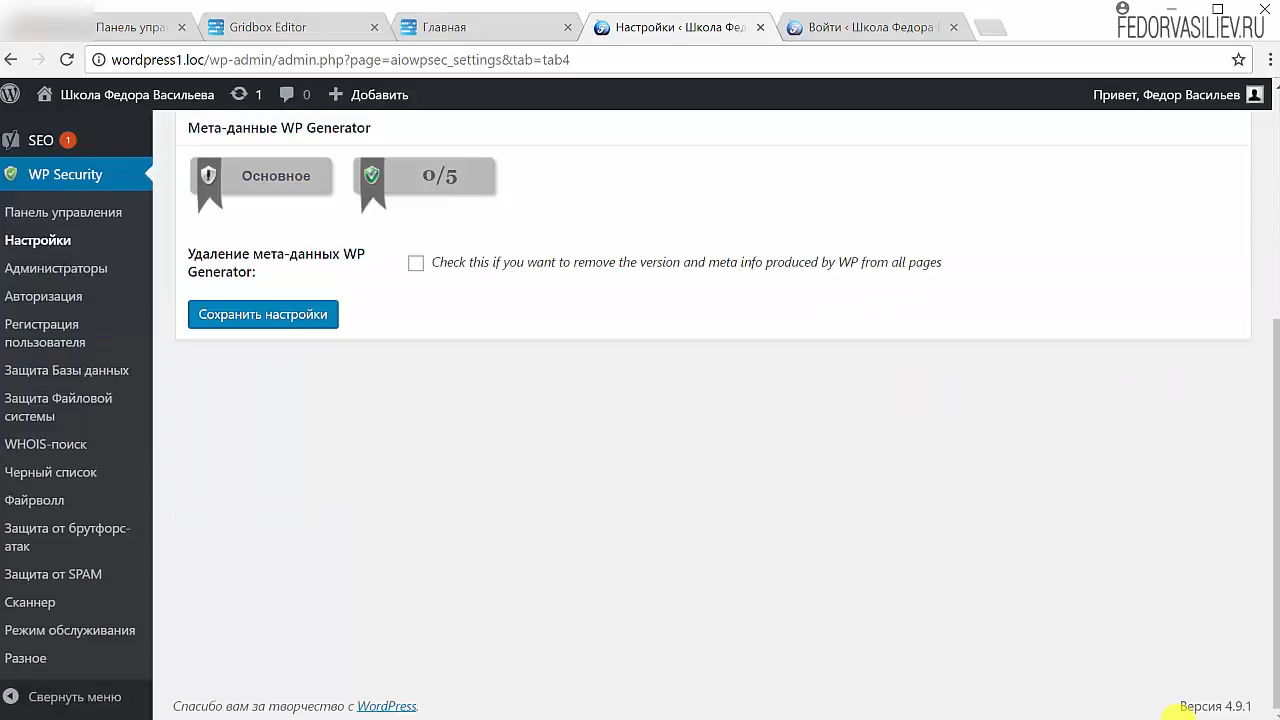 Панель упра
Gridbox Editor
Главная
Настройки ‹ Школа Фед
Войти ‹ Школа Федора
FEDORVASILIEV.RU
wordpress1.loc/wp-admin/admin.php?page=aiowpsec_settings&tab=tab4
Школа Федора Васильева
1
0
Добавить
Привет, Федор Васильев
SEO 1
WP Security
Панель управления
Настройки
Администраторы
Авторизация
Регистрация
пользователя
Защита Базы данных
Защита Файловой
системы
WHOIS-поиск
Черный список
Файрволл
Защита от брутфорс-
атак
Защита от SPAM
Сканнер
Режим обслуживания
Разное
Свернуть меню
Мета-данные WP Generator
Основное
0/5
Удаление мета-данных WP
Generator:
Check this if you want to remove the version and meta info produced by WP from all pages
Сохранить настройки
Спасибо вам за творчество с WordPress.
Версия 4.9.1